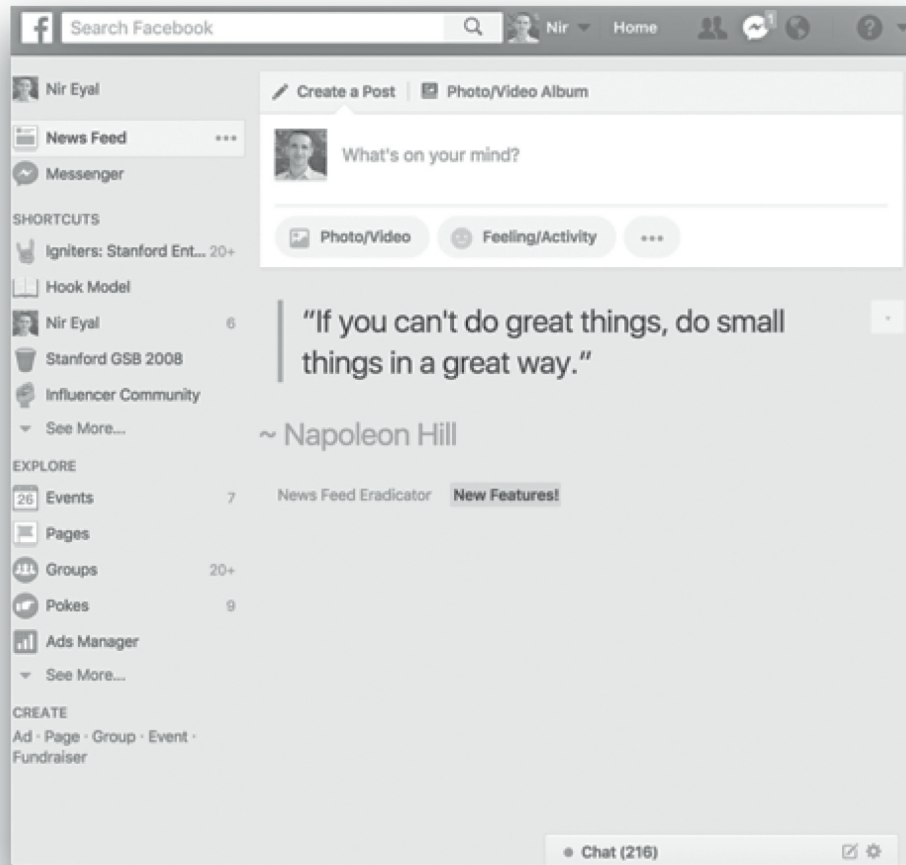 f Search Facebook Nir Home 1 ?
Nir Eyal
News Feed
Messenger
SHORTCUTS
Igniters: Stanford Ent... 20+
Hook Model
Nir Eyal 6
Stanford GSB 2008
Influencer Community
See More...
EXPLORE
26 Events 7
Pages
Groups 20+
Pokes 9
Ads Manager
See More...
CREATE
Ad · Page · Group · Event ·
Fundraiser
Create a Post Photo/Video Album
What's on your mind?
Photo/Video Feeling/Activity
"If you can't do great things, do small
things in a great way."
~ Napoleon Hill
News Feed Eradicator New Features!
Chat (216)